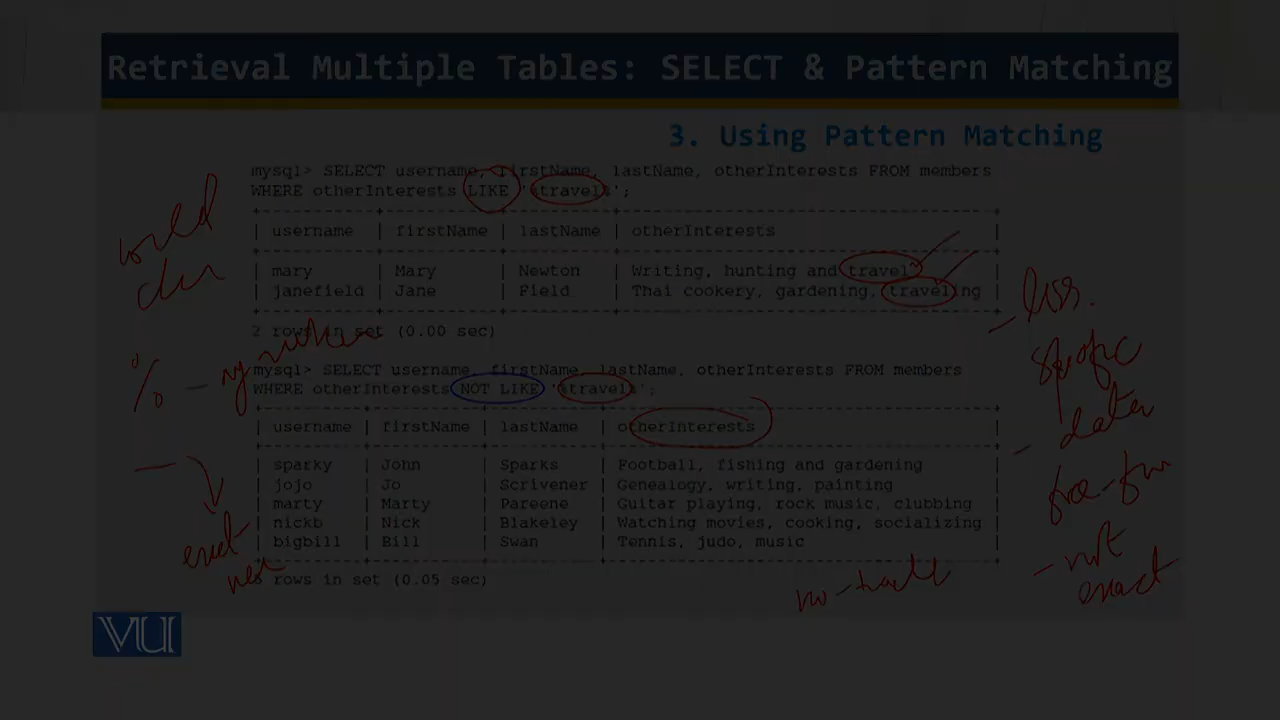 Retrieval Multiple Tables: SELECT & Pattern Matching
3. Using Pattern Matching
mysql> SELECT username, firstName, lastName, otherInterests FROM members
WHERE otherInterests LIKE '%travel%';
| username | firstName | lastName | otherInterests |
| mary | Mary | Newton | Writing, hunting and travel |
| janefield | Jane | Field | Thai cookery, gardening, traveling |
2 rows in set (0.00 sec)
mysql> SELECT username, firstName, lastName, otherInterests FROM members
WHERE otherInterests NOT LIKE '%travel%';
| username | firstName | lastName | otherInterests |
| sparky | John | Sparks | Football, fishing and gardening |
| jojo | Jo | Scrivener | Genealogy, writing, painting |
| marty | Marty | Pareene | Guitar playing, rock music, clubbing |
| nickb | Nick | Blakeley | Watching movies, cooking, socializing |
| bigbill | Bill | Swan | Tennis, judo, music |
rows in set (0.05 sec)
%
- less
specific
- data
- not
exact
VU